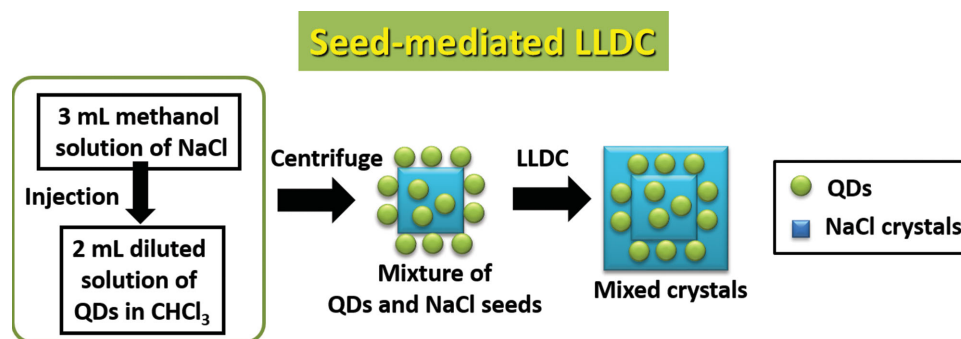 Seed-mediated LLDC
3 mL methanol
solution of NaCl
Injection
2 mL diluted
solution of
QDs in CHCl₃
Centrifuge
Mixture of
QDs and NaCl seeds
LLDC
Mixed crystals
QDs
NaCl crystals